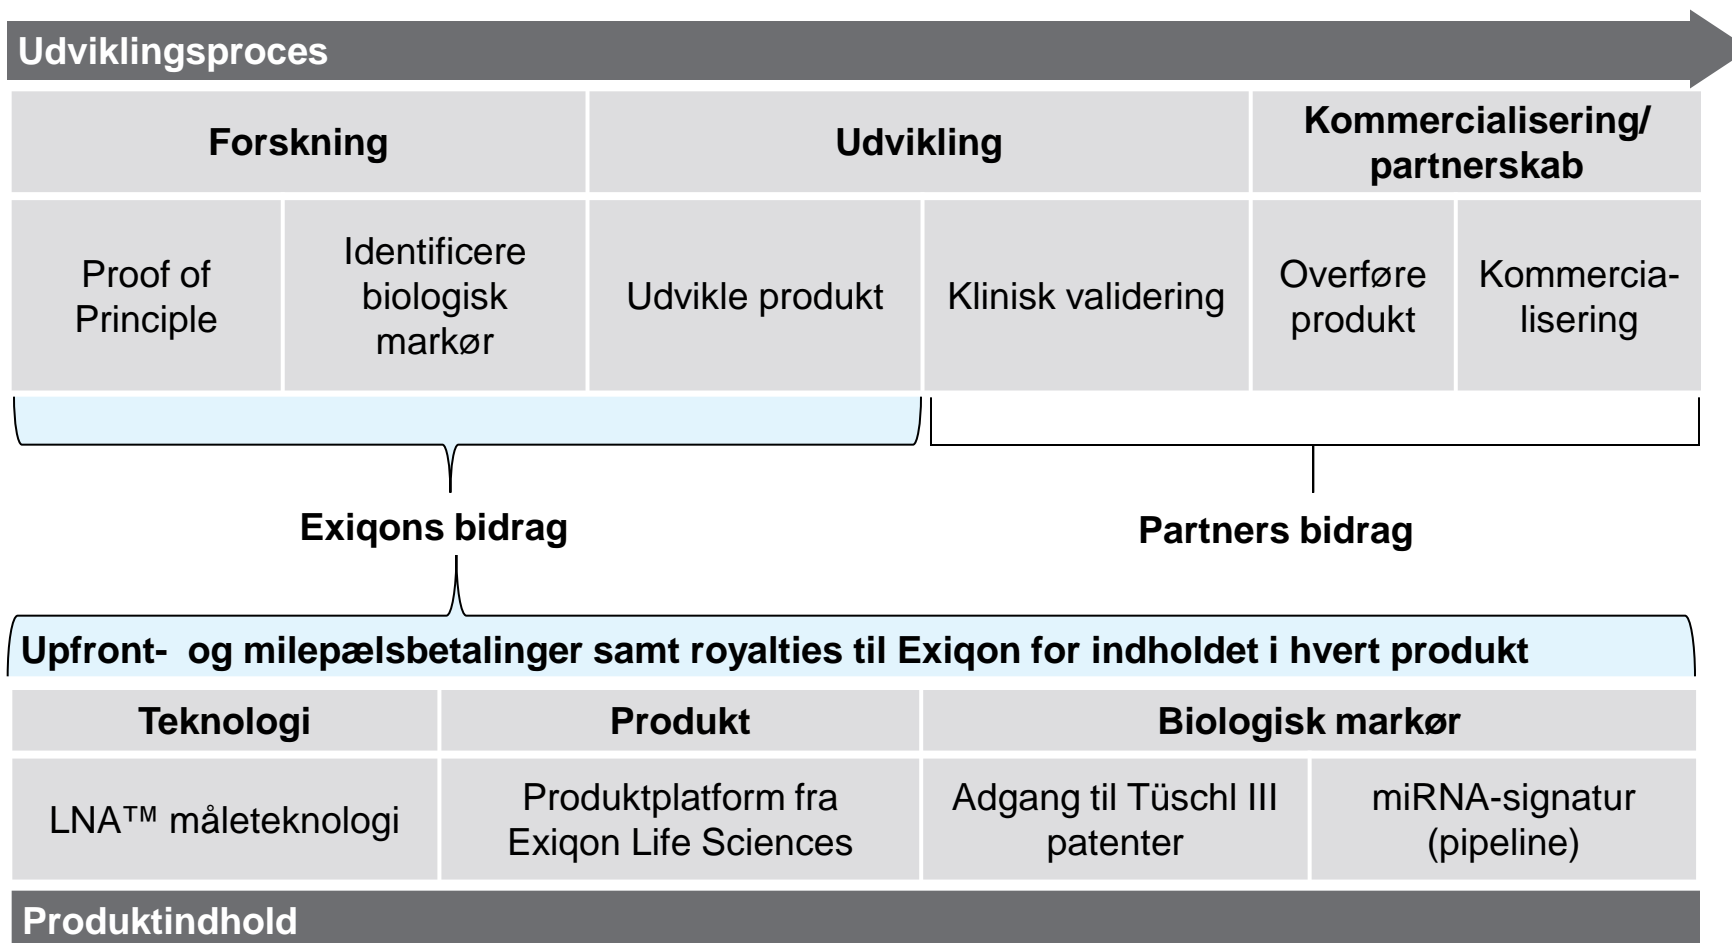 Udviklingsproces
Forskning
Udvikling
Kommercialisering/
partnerskab
Proof of
Principle
Identificere
biologisk
markør
Udvikle produkt
Klinisk validering
Overføre
produkt
Kommercia-
lisering
Exiqons bidrag
Partners bidrag
Upfront- og milepælsbetalinger samt royalties til Exiqon for indholdet i hvert produkt
Teknologi
Produkt
Biologisk markør
LNA™ måleteknologi
Produktplatform fra
Exiqon Life Sciences
Adgang til Tüschl III
patenter
miRNA-signatur
(pipeline)
Produktindhold